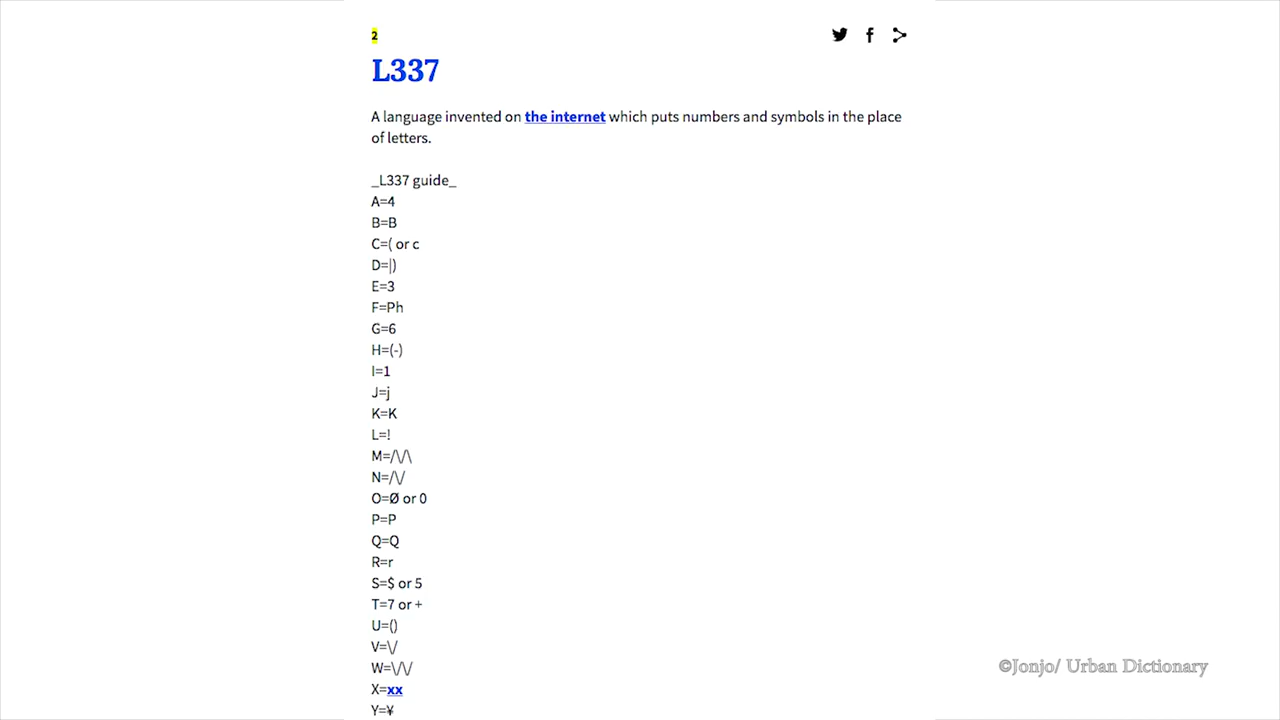 2
L337
A language invented on the internet which puts numbers and symbols in the place
of letters.
_L337 guide_
A=4
B=B
C=( or c
D=|)
E=3
F=Ph
G=6
H=(-)
I=1
J=j
K=K
L=!
M=/\/\
N=/\/
O=Ø or 0
P=P
Q=Q
R=r
S=$ or 5
T=7 or +
U=()
V=\/
W=\/\/
X=xx
Y=¥
©Jonjo/ Urban Dictionary